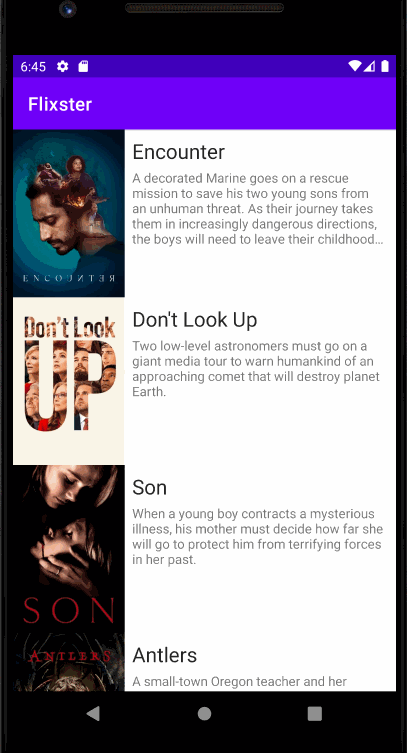 6:45
Flixster
ENCOUNTER
Encounter
A decorated Marine goes on a rescue
mission to save his two young sons from
an unhuman threat. As their journey takes
them in increasingly dangerous directions,
the boys will need to leave their childhood...
Don't Look
UP
Don't Look Up
Two low-level astronomers must go on a
giant media tour to warn humankind of an
approaching comet that will destroy planet
Earth.
SON
Son
When a young boy contracts a mysterious
illness, his mother must decide how far she
will go to protect him from terrifying forces
in her past.
ANTLERS
Antlers
A small-town Oregon teacher and her